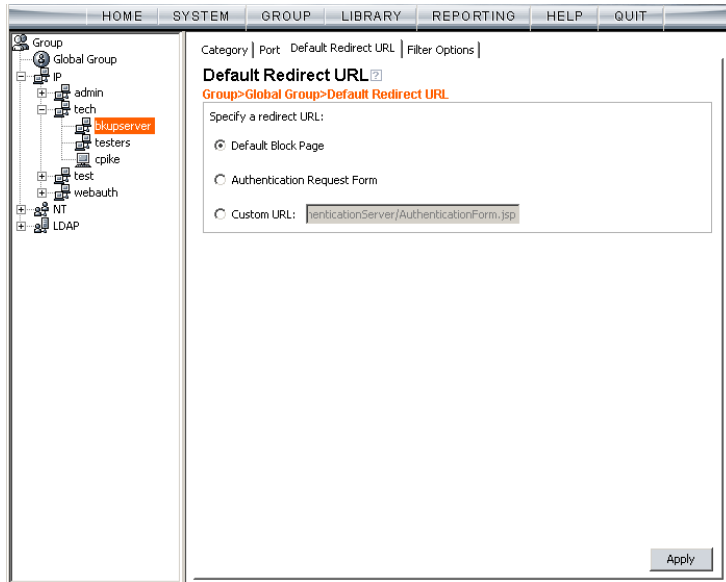 HOME SYSTEM GROUP LIBRARY REPORTING HELP QUIT
Group
Global Group
IP
admin
tech
bkupserver
testers
cpike
test
webauth
NT
LDAP
Category Port Default Redirect URL Filter Options
Default Redirect URL ?
Group>Global Group>Default Redirect URL
Specify a redirect URL:
Default Block Page
Authentication Request Form
Custom URL: henticationServer/AuthenticationForm.jsp
Apply